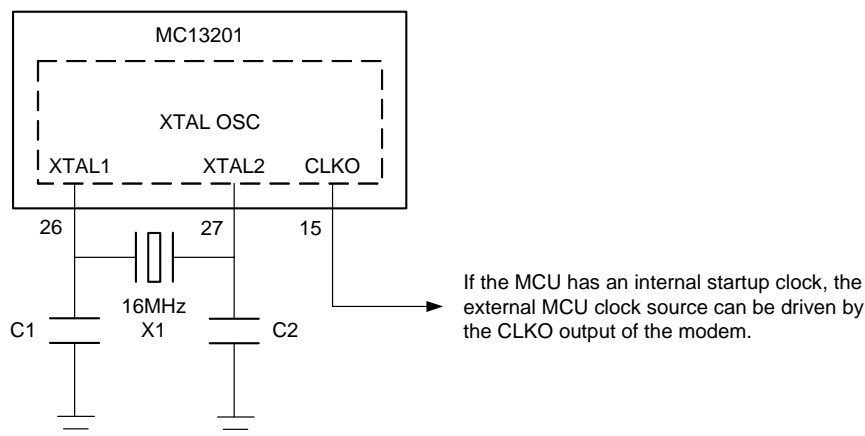 MC13201
XTAL OSC
XTAL1 XTAL2 CLKO
26 27 15
16MHz
X1
C1 C2
If the MCU has an internal startup clock, the
external MCU clock source can be driven by
the CLKO output of the modem.